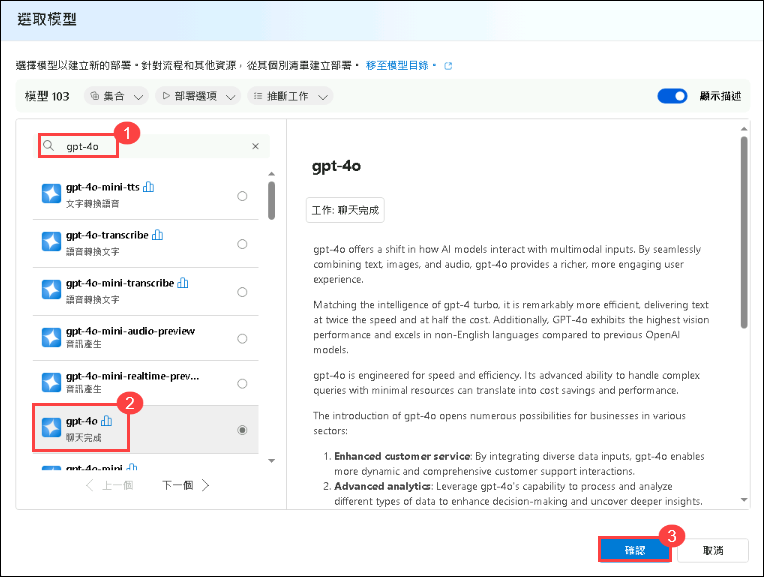 選取模型
選擇模型以建立新的部署。針對流程和其他資源，從其個別清單建立部署。 移至模型目錄。
模型 103 集合 部署選項 推斷工作 顯示描述
1
gpt-4o
gpt-4o-mini-tts
文字轉換語音
gpt-4o-transcribe
語音轉換文字
gpt-4o-mini-transcribe
語音轉換文字
gpt-4o-mini-audio-preview
音訊產生
gpt-4o-mini-realtime-prev...
音訊產生
2
gpt-4o
聊天完成
gpt-4o-mini
上一個 下一個
gpt-4o
工作: 聊天完成
gpt-4o offers a shift in how AI models interact with multimodal inputs. By seamlessly
combining text, images, and audio, gpt-4o provides a richer, more engaging user
experience.
Matching the intelligence of gpt-4 turbo, it is remarkably more efficient, delivering text
at twice the speed and at half the cost. Additionally, GPT-4o exhibits the highest vision
performance and excels in non-English languages compared to previous OpenAI
models.
gpt-4o is engineered for speed and efficiency. Its advanced ability to handle complex
queries with minimal resources can translate into cost savings and performance.
The introduction of gpt-4o opens numerous possibilities for businesses in various
sectors:
1. Enhanced customer service: By integrating diverse data inputs, gpt-4o enables
more dynamic and comprehensive customer support interactions.
2. Advanced analytics: Leverage gpt-4o's capability to process and analyze
different types of data to enhance decision-making and uncover deeper insights.
3
確認 取消